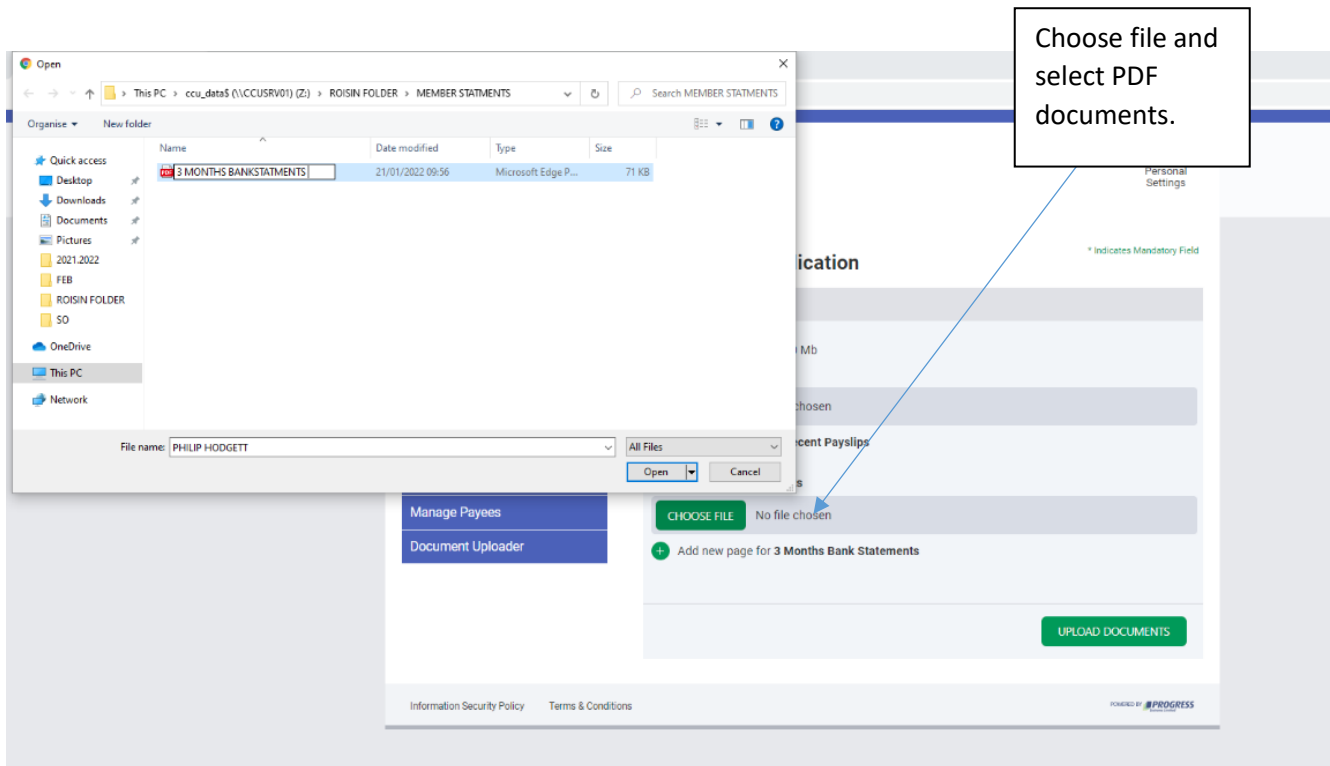 Choose file and
select PDF
documents.
Open
This PC > ccu_data$ (\\CCUSRV01) (Z:) > ROISIN FOLDER > MEMBER STATMENTS
Search MEMBER STATMENTS
Organise
New folder
Name
Date modified
Type
Size
3 MONTHS BANKSTATMENTS
21/01/2022 09:56
Microsoft Edge P...
71 KB
Quick access
Desktop
Downloads
Documents
Pictures
2021.2022
FEB
ROISIN FOLDER
SO
OneDrive
This PC
Network
File name: PHILIP HODGETT
All Files
Open
Cancel
Personal
Settings
* Indicates Mandatory Field
ication
Mb
chosen
cent Payslips
s
Manage Payees
Document Uploader
CHOOSE FILE No file chosen
+ Add new page for 3 Months Bank Statements
UPLOAD DOCUMENTS
Information Security Policy
Terms & Conditions
POWERED BY PROGRESS